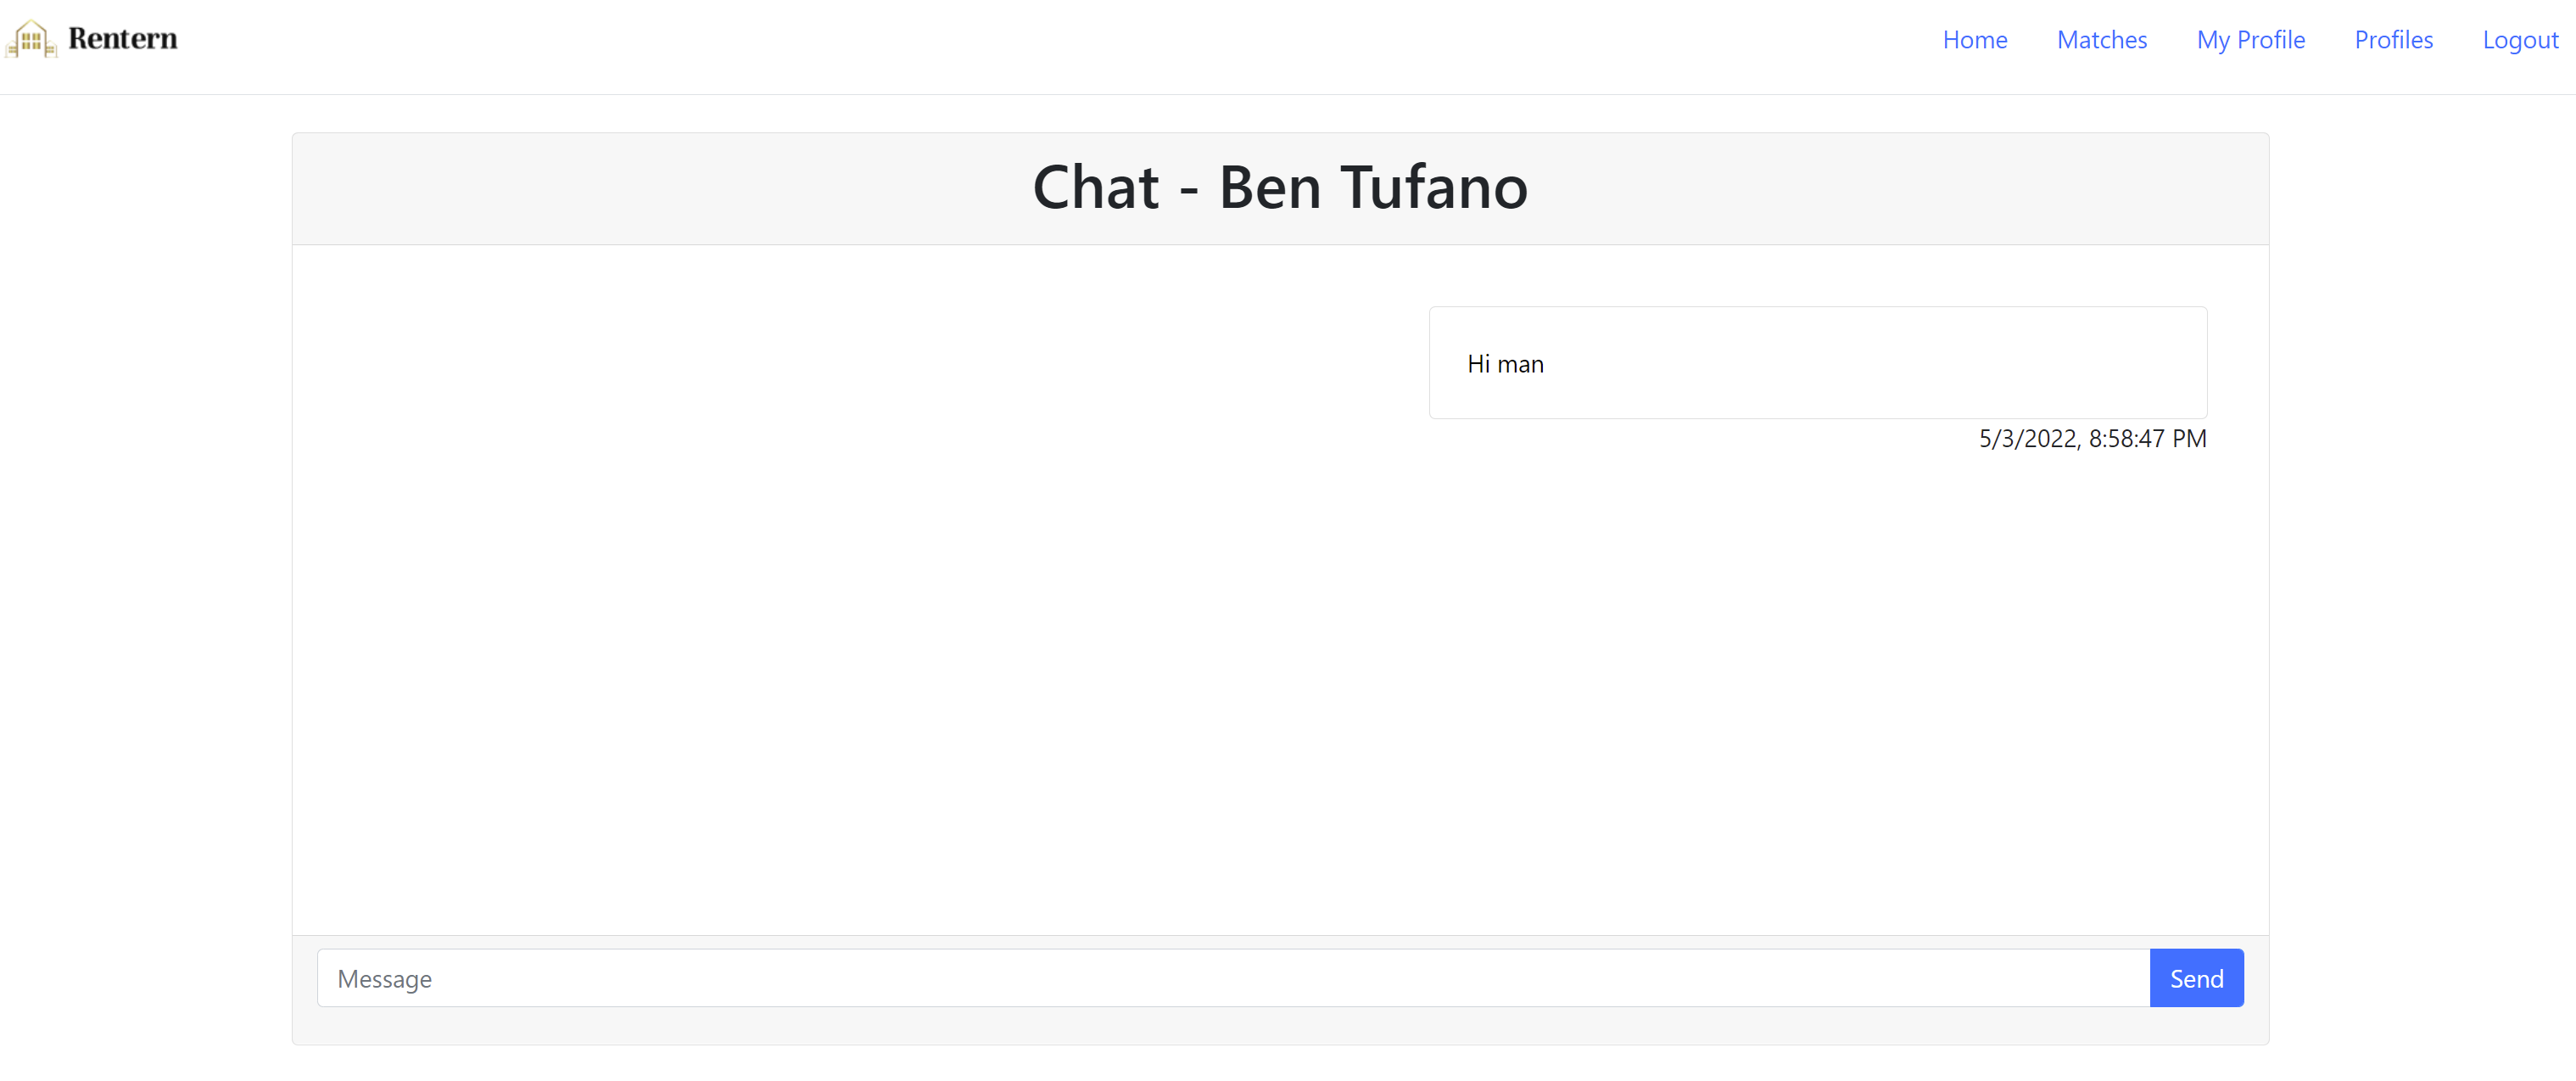 Rentern
Home Matches My Profile Profiles Logout
Chat - Ben Tufano
Hi man
5/3/2022, 8:58:47 PM
Message
Send